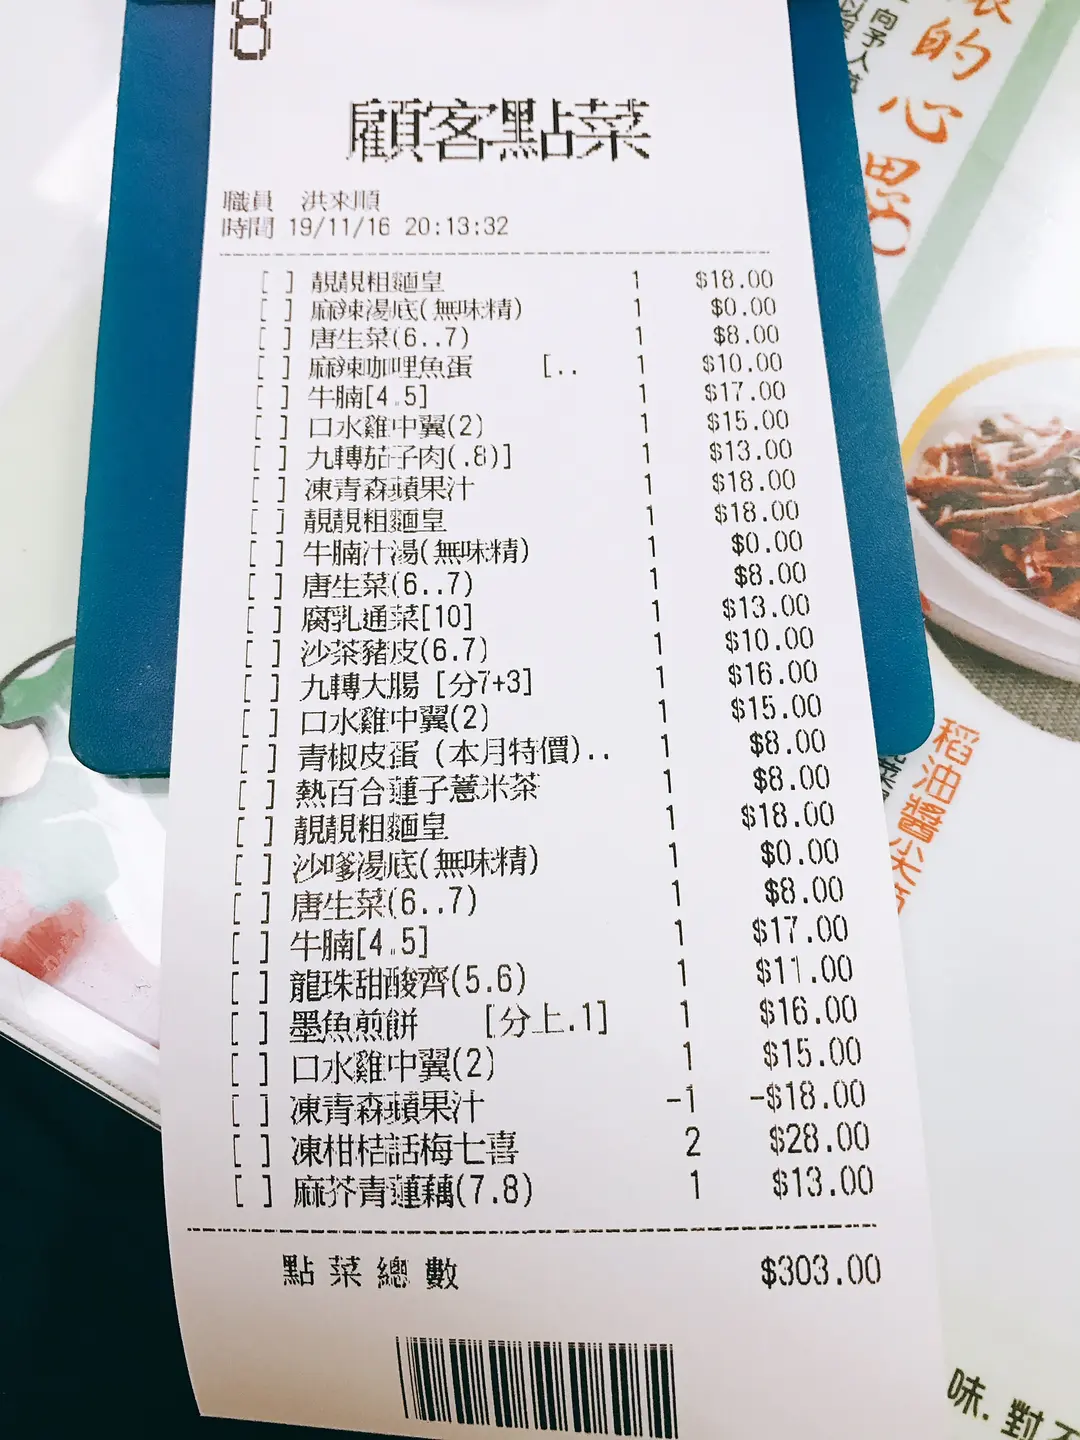 8
顧客點菜
職員 洪來順
時間 19/11/16 20:13:32
[ ] 靚靚粗麵皇 1 $18.00
[ ] 麻辣湯底(無味精) 1 $0.00
[ ] 唐生菜(6..7) 1 $8.00
[ ] 麻辣咖哩魚蛋 [.. 1 $10.00
[ ] 牛腩[4.5] 1 $17.00
[ ] 口水雞中翼(2) 1 $15.00
[ ] 九轉茄子肉(.8)] 1 $13.00
[ ] 凍青森蘋果汁 1 $18.00
[ ] 靚靚粗麵皇 1 $18.00
[ ] 牛腩汁湯(無味精) 1 $0.00
[ ] 唐生菜(6..7) 1 $8.00
[ ] 腐乳通菜[10] 1 $13.00
[ ] 沙茶豬皮(6.7) 1 $10.00
[ ] 九轉大腸 [分7+3] 1 $16.00
[ ] 口水雞中翼(2) 1 $15.00
[ ] 青椒皮蛋 (本月特價).. 1 $8.00
[ ] 熱百合蓮子薏米茶 1 $8.00
[ ] 靚靚粗麵皇 1 $18.00
[ ] 沙嗲湯底(無味精) 1 $0.00
[ ] 唐生菜(6..7) 1 $8.00
[ ] 牛腩[4.5] 1 $17.00
[ ] 龍珠甜酸齊(5.6) 1 $11.00
[ ] 墨魚煎餅 [分上.1] 1 $16.00
[ ] 口水雞中翼(2) 1 $15.00
[ ] 凍青森蘋果汁 -1 -$18.00
[ ] 凍柑桔話梅七喜 2 $28.00
[ ] 麻芥青蓮藕(7.8) 1 $13.00
點菜總數 $303.00
的心思
向予人
稻油醬尖
味.對不